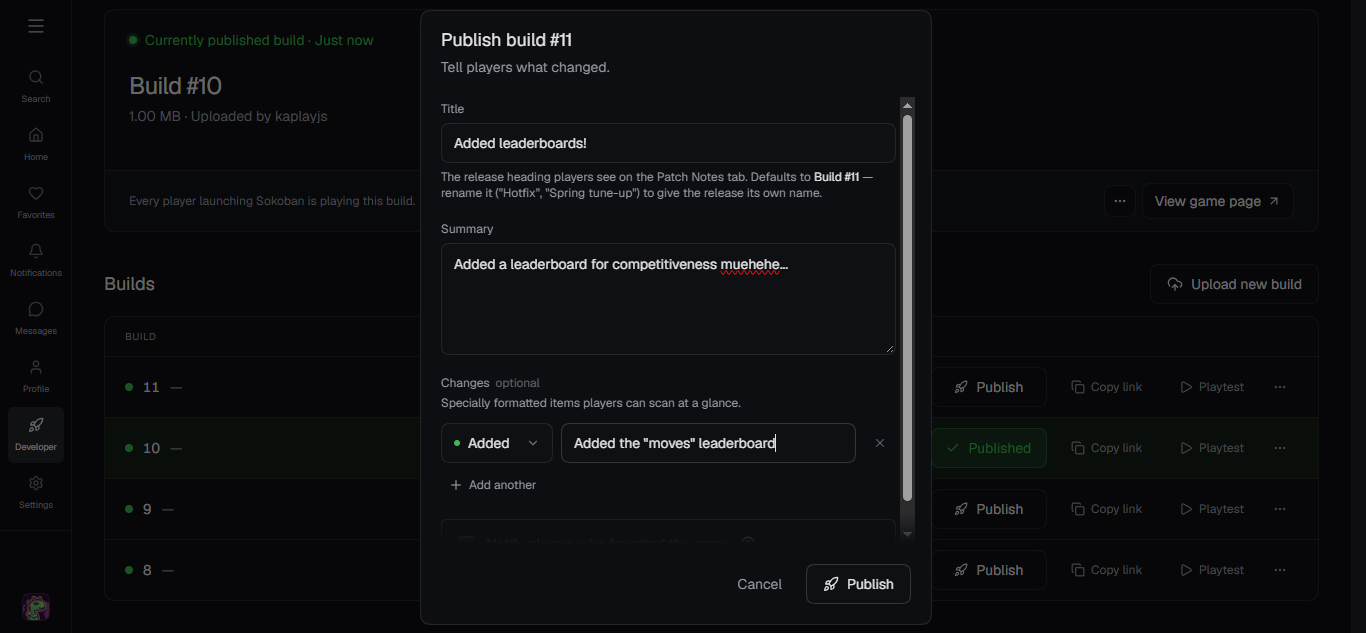 Search
Home
Favorites
Notifications
Messages
Profile
Developer
Settings
Currently published build · Just now
Build #10
1.00 MB · Uploaded by kaplayjs
Every player launching Sokoban is playing this build.
View game page
Builds
Upload new build
BUILD
11 —
Publish
Copy link
Playtest
10 —
Published
Copy link
Playtest
9 —
Publish
Copy link
Playtest
8 —
Publish
Copy link
Playtest
Publish build #11
Tell players what changed.
Title
Added leaderboards!
The release heading players see on the Patch Notes tab. Defaults to Build #11 —
rename it ("Hotfix", "Spring tune-up") to give the release its own name.
Summary
Added a leaderboard for competitiveness muehehe...
Changes optional
Specially formatted items players can scan at a glance.
Added
Added the "moves" leaderboard
Add another
Cancel
Publish